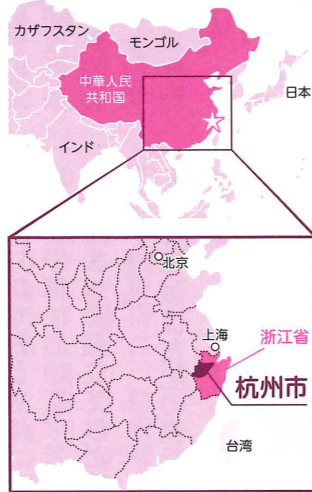 カザフスタン
モンゴル
中華人民
共和国
日本
インド
北京
上海
浙江省
杭州市
台湾